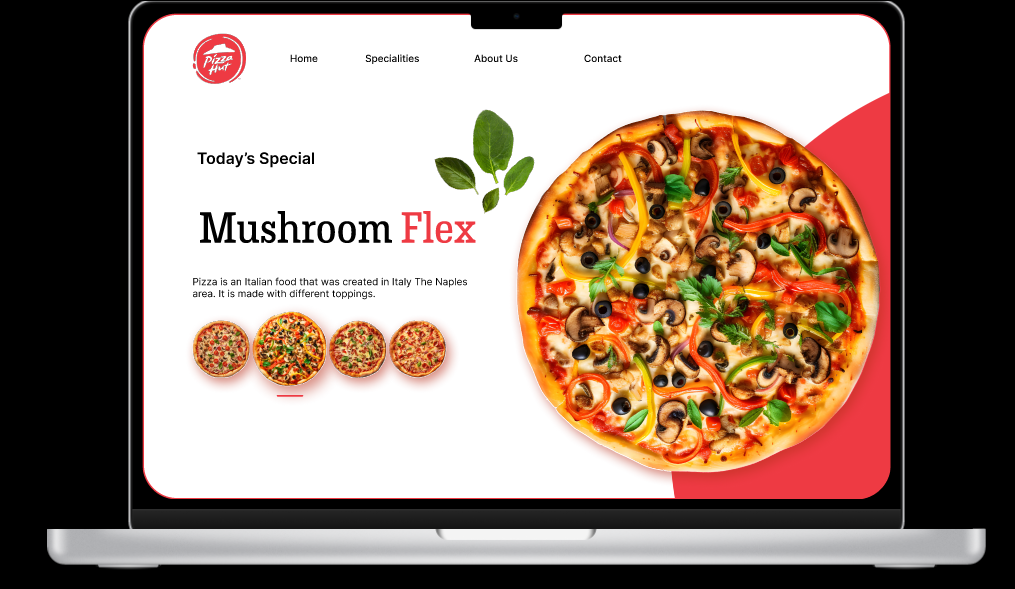 Pizza
Hut
Home Specialities About Us Contact
Today's Special
Mushroom Flex
Pizza is an Italian food that was created in Italy The Naples
area. It is made with different toppings.